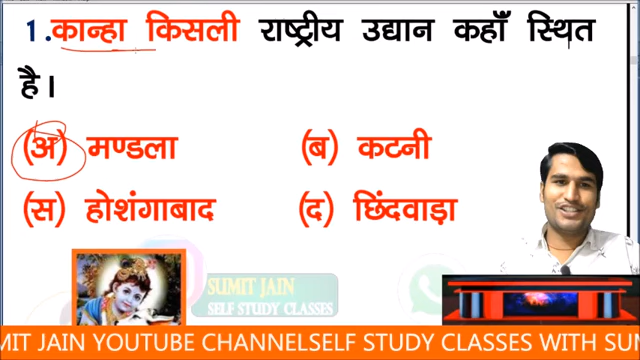 1. कान्हा किसली राष्ट्रीय उद्यान कहाँ स्थित
है।
(अ) मण्डला (ब) कटनी
(स) होशंगाबाद (द) छिंदवाड़ा
SUMIT JAIN
SELF STUDY CLASSES
MIT JAIN YOUTUBE CHANNELSELF STUDY CLASSES WITH SUM